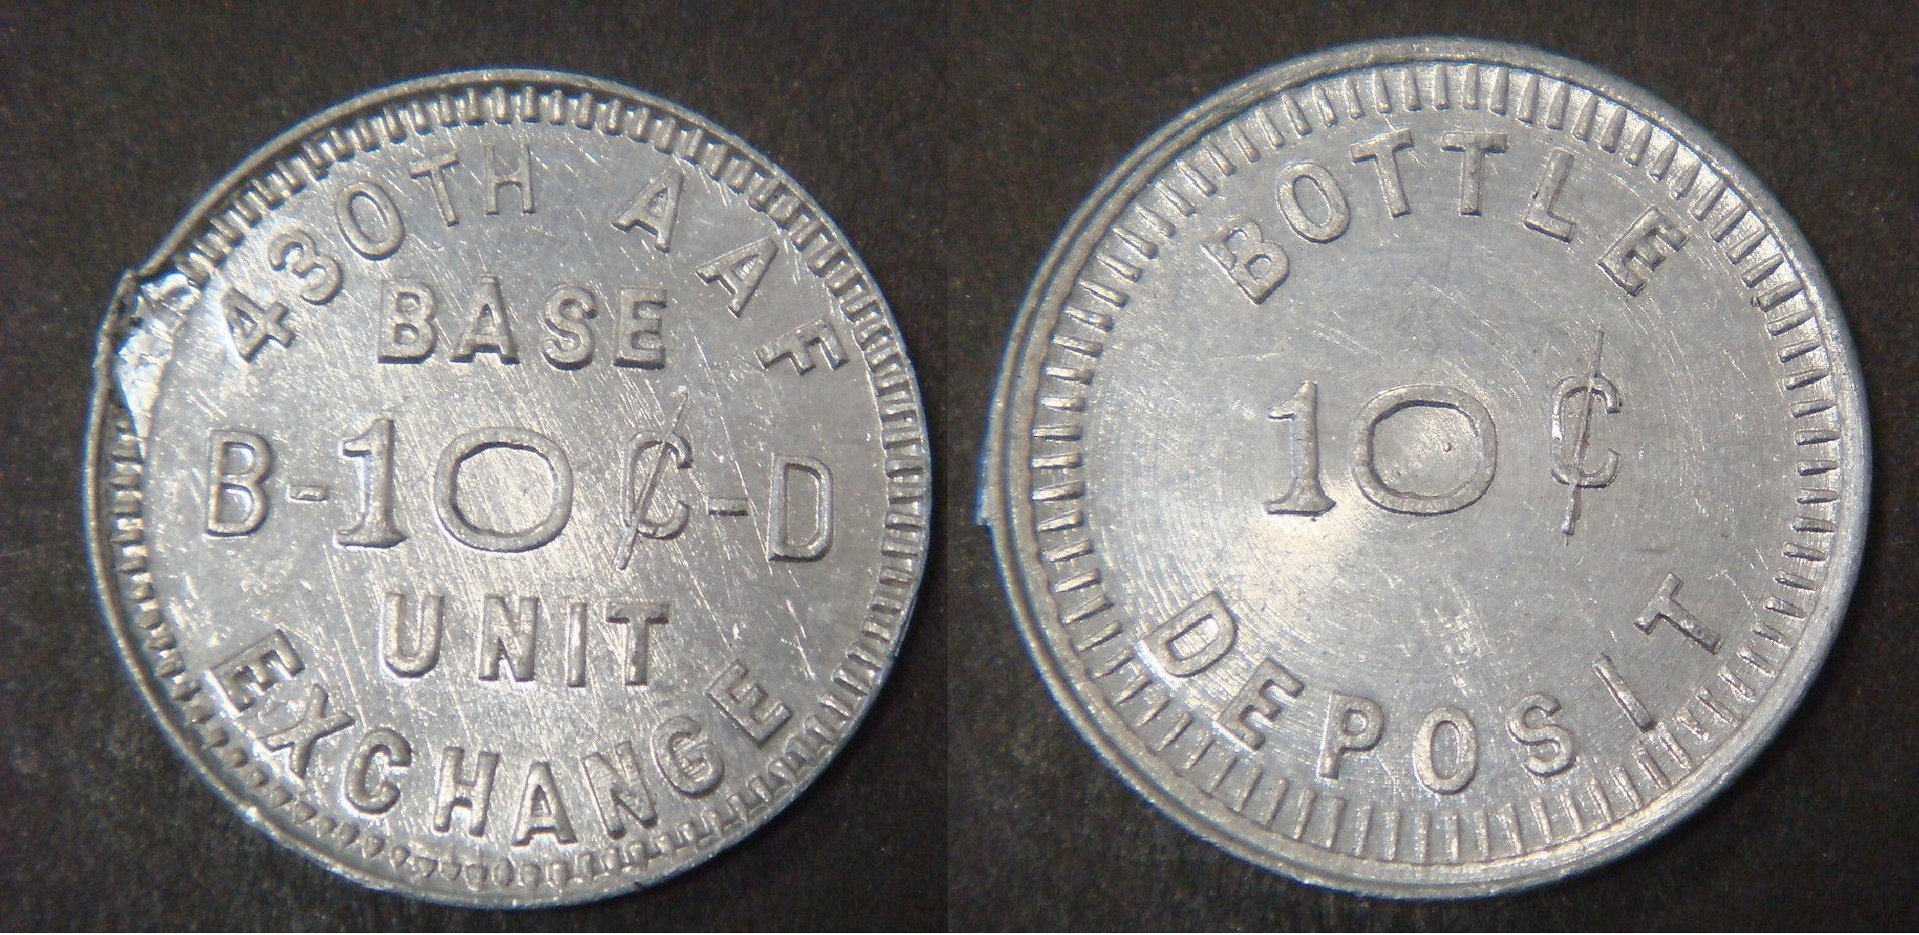 430TH AAF
BASE
B-10¢-D
UNIT
EXCHANGE
BOTTLE
10¢
DEPOSIT